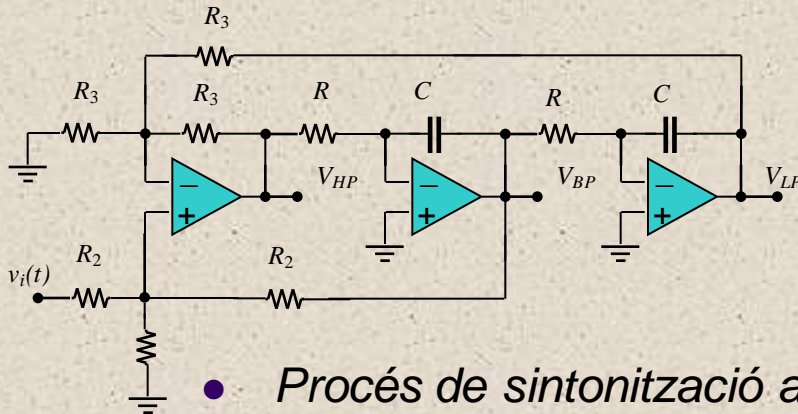 R3
R3
R3
R
C
R
C
−
+
VHP
−
+
VBP
−
+
VLP
R2
vi(t)
R2
• Procés de sintonització